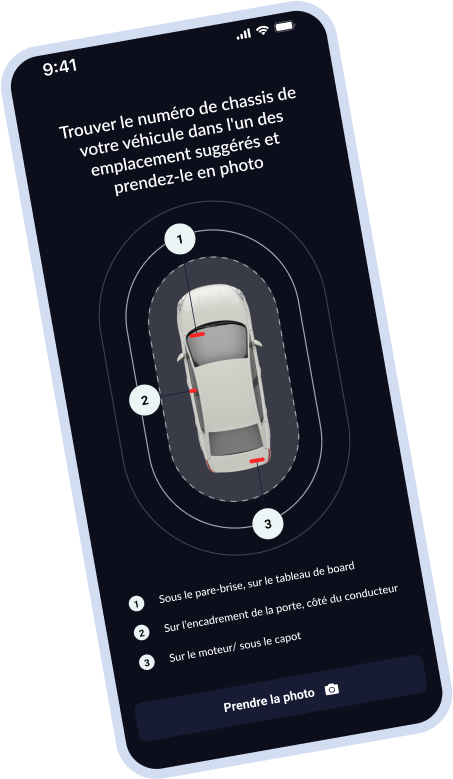 9:41
Trouver le numéro de chassis de
votre véhicule dans l'un des
emplacement suggérés et
prendez-le en photo
1
2
3
1 Sous le pare-brise, sur le tableau de board
2 Sur l'encadrement de la porte, côté du conducteur
3 Sur le moteur/ sous le capot
Prendre la photo